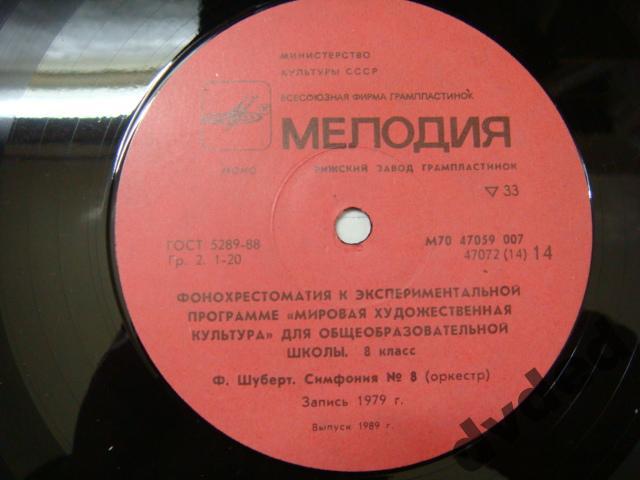 МИНИСТЕРСТВО
КУЛЬТУРЫ СССР
ВСЕСОЮЗНАЯ ФИРМА ГРАМПЛАСТИНОК
МЕЛОДИЯ
МОНО
РИЖСКИЙ ЗАВОД ГРАМПЛАСТИНОК
▽ 33
ГОСТ 5289-88
Гр. 2. 1-20
М70 47059 007
47072 (14) 14
ФОНОХРЕСТОМАТИЯ К ЭКСПЕРИМЕНТАЛЬНОЙ
ПРОГРАММЕ «МИРОВАЯ ХУДОЖЕСТВЕННАЯ
КУЛЬТУРА» ДЛЯ ОБЩЕОБРАЗОВАТЕЛЬНОЙ
ШКОЛЫ. 8 класс
Ф. Шуберт. Симфония № 8 (оркестр)
Запись 1979 г.
Выпуск 1989 г.